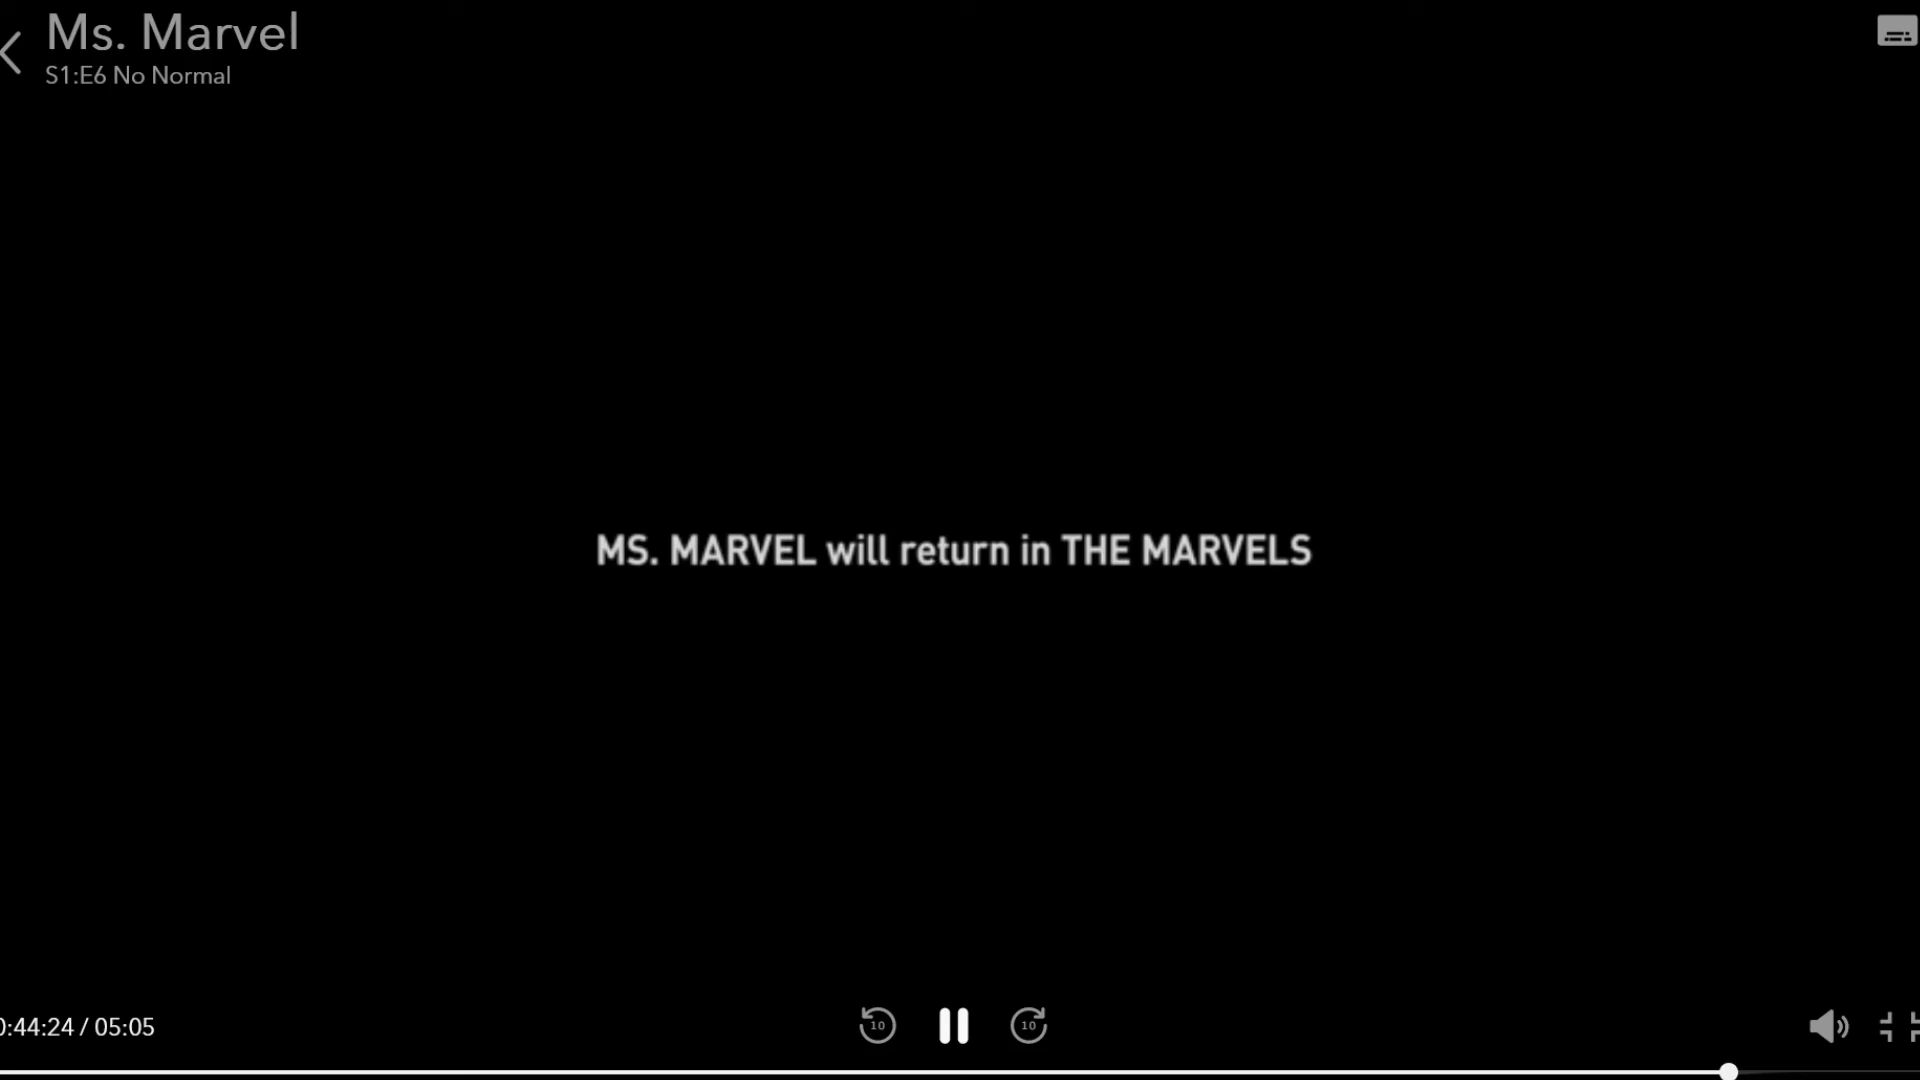 Ms. Marvel
S1:E6 No Normal
MS. MARVEL will return in THE MARVELS
0:44:24 / 05:05
10
10